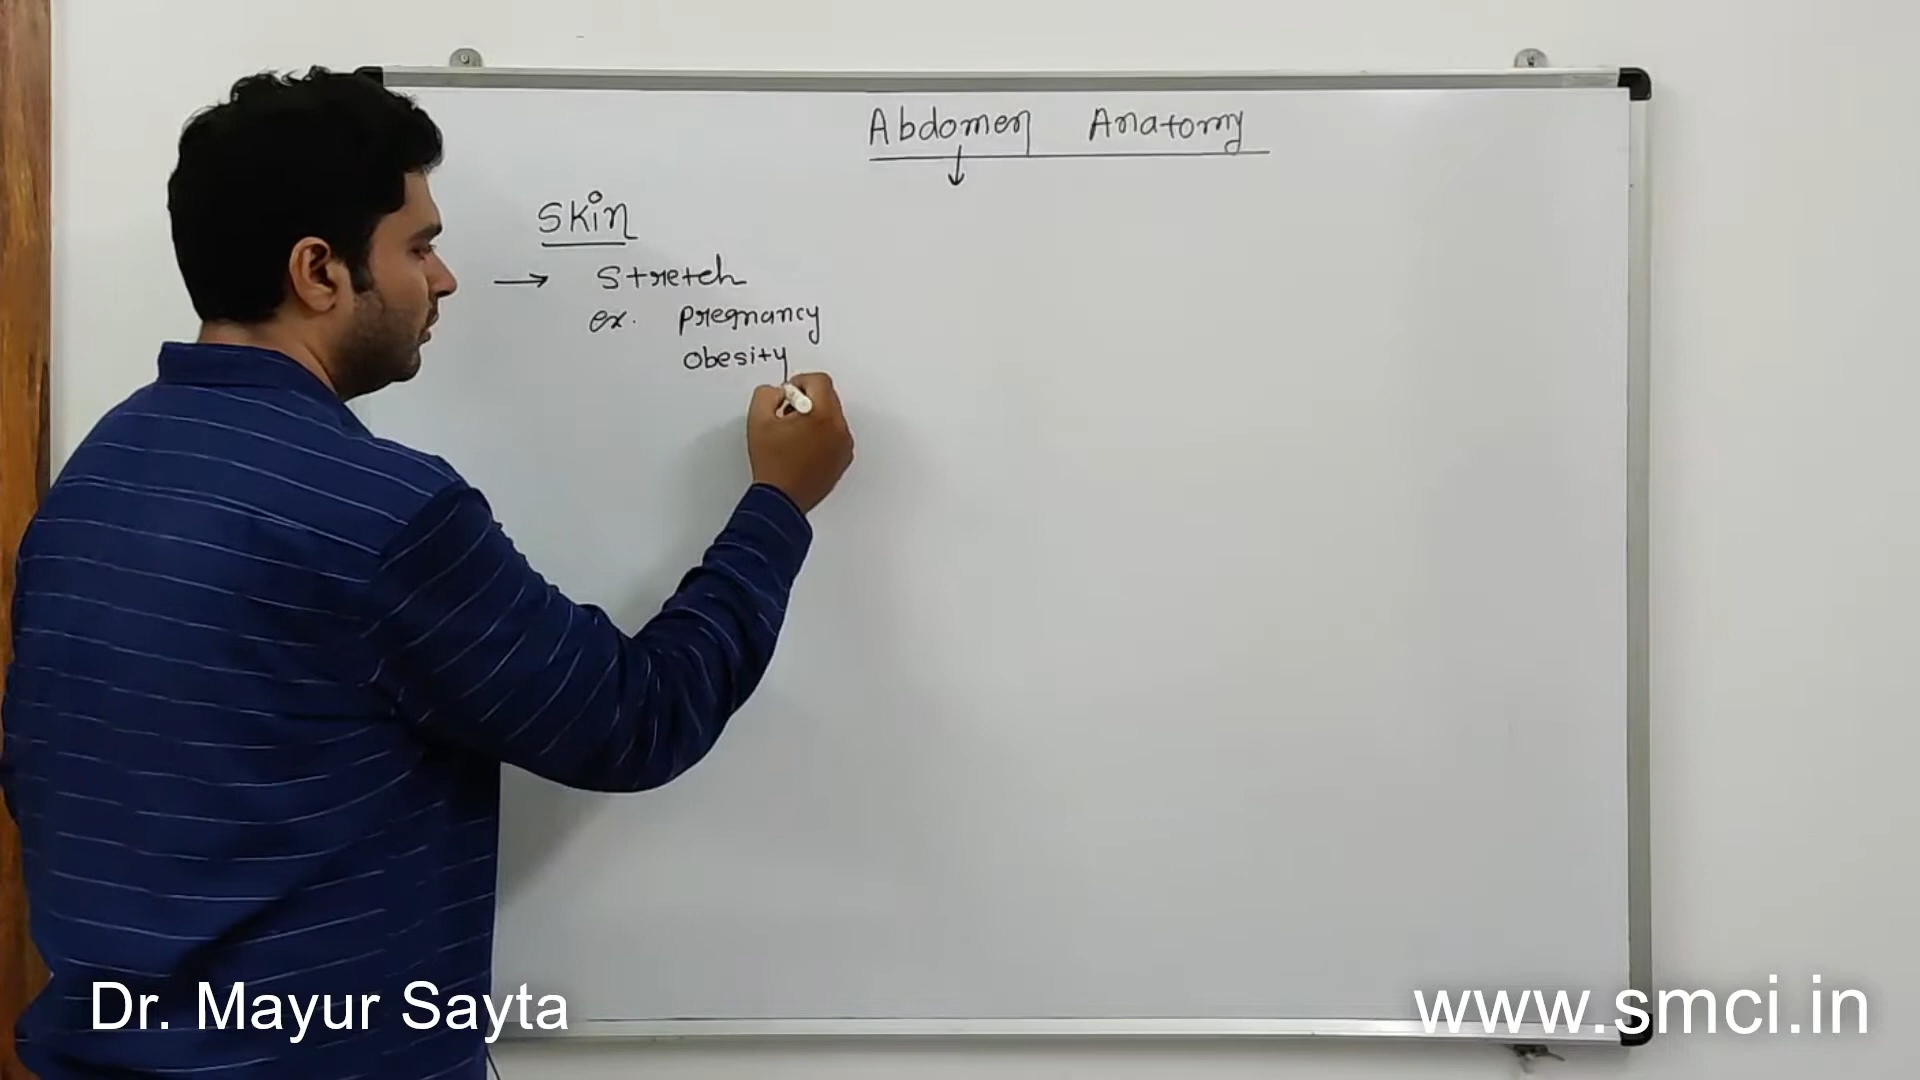 Abdomen Anatomy
Skin
→ Stretch
ex. pregnancy
obesity
Dr. Mayur Sayta
www.smci.in